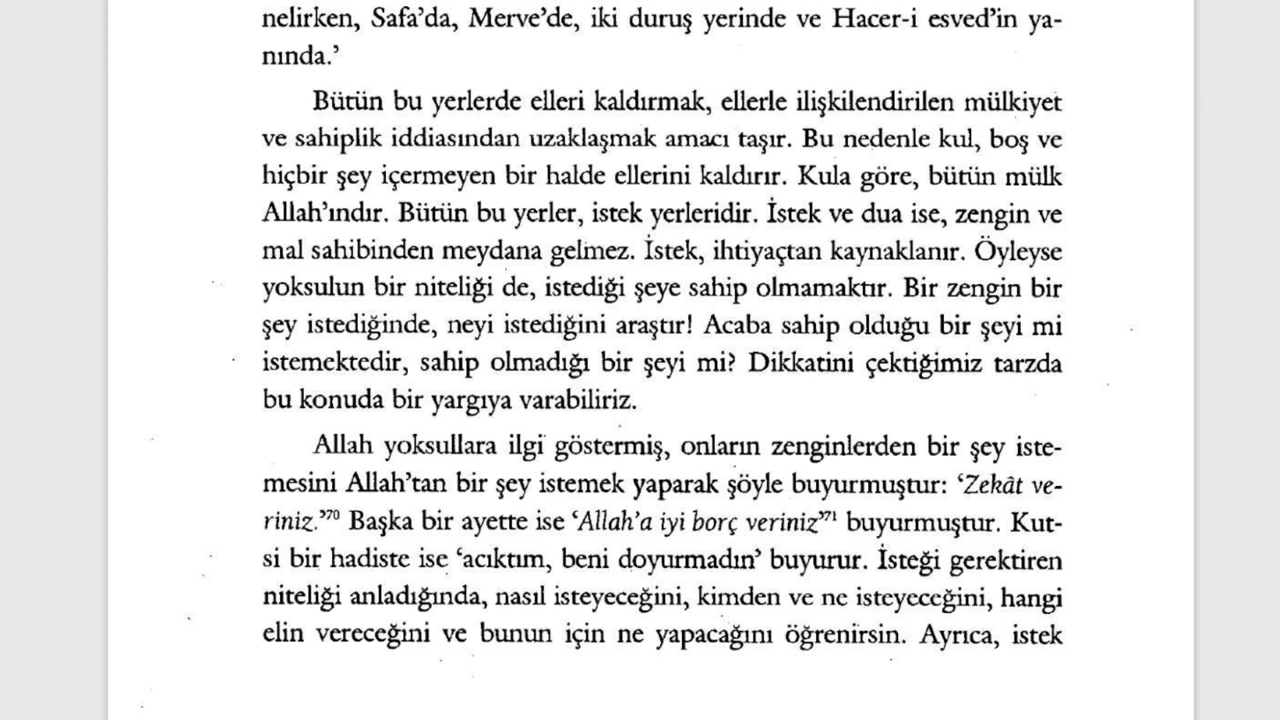 nelirken, Safa’da, Merve’de, iki duruş yerinde ve Hacer-i esved’in ya-
nında.’
Bütün bu yerlerde elleri kaldırmak, ellerle ilişkilendirilen mülkiyet
ve sahiplik iddiasından uzaklaşmak amacı taşır. Bu nedenle kul, boş ve
hiçbir şey içermeyen bir halde ellerini kaldırır. Kula göre, bütün mülk
Allah’ındır. Bütün bu yerler, istek yerleridir. İstek ve dua ise, zengin ve
mal sahibinden meydana gelmez. İstek, ihtiyaçtan kaynaklanır. Öyleyse
yoksulun bir niteliği de, istediği şeye sahip olmamaktır. Bir zengin bir
şey istediğinde, neyi istediğini araştır! Acaba sahip olduğu bir şeyi mi
istemektedir, sahip olmadığı bir şeyi mi? Dikkatini çektiğimiz tarzda
bu konuda bir yargıya varabiliriz.
Allah yoksullara ilgi göstermiş, onların zenginlerden bir şey iste-
mesini Allah’tan bir şey istemek yaparak şöyle buyurmuştur: ‘Zekât ve-
riniz.’⁷⁰ Başka bir ayette ise ‘Allah’a iyi borç veriniz’⁷¹ buyurmuştur. Kut-
si bir hadiste ise ‘acıktım, beni doyurmadın’ buyurur. İsteği gerektiren
niteliği anladığında, nasıl isteyeceğini, kimden ve ne isteyeceğini, hangi
elin vereceğini ve bunun için ne yapacağını öğrenirsin. Ayrıca, istek